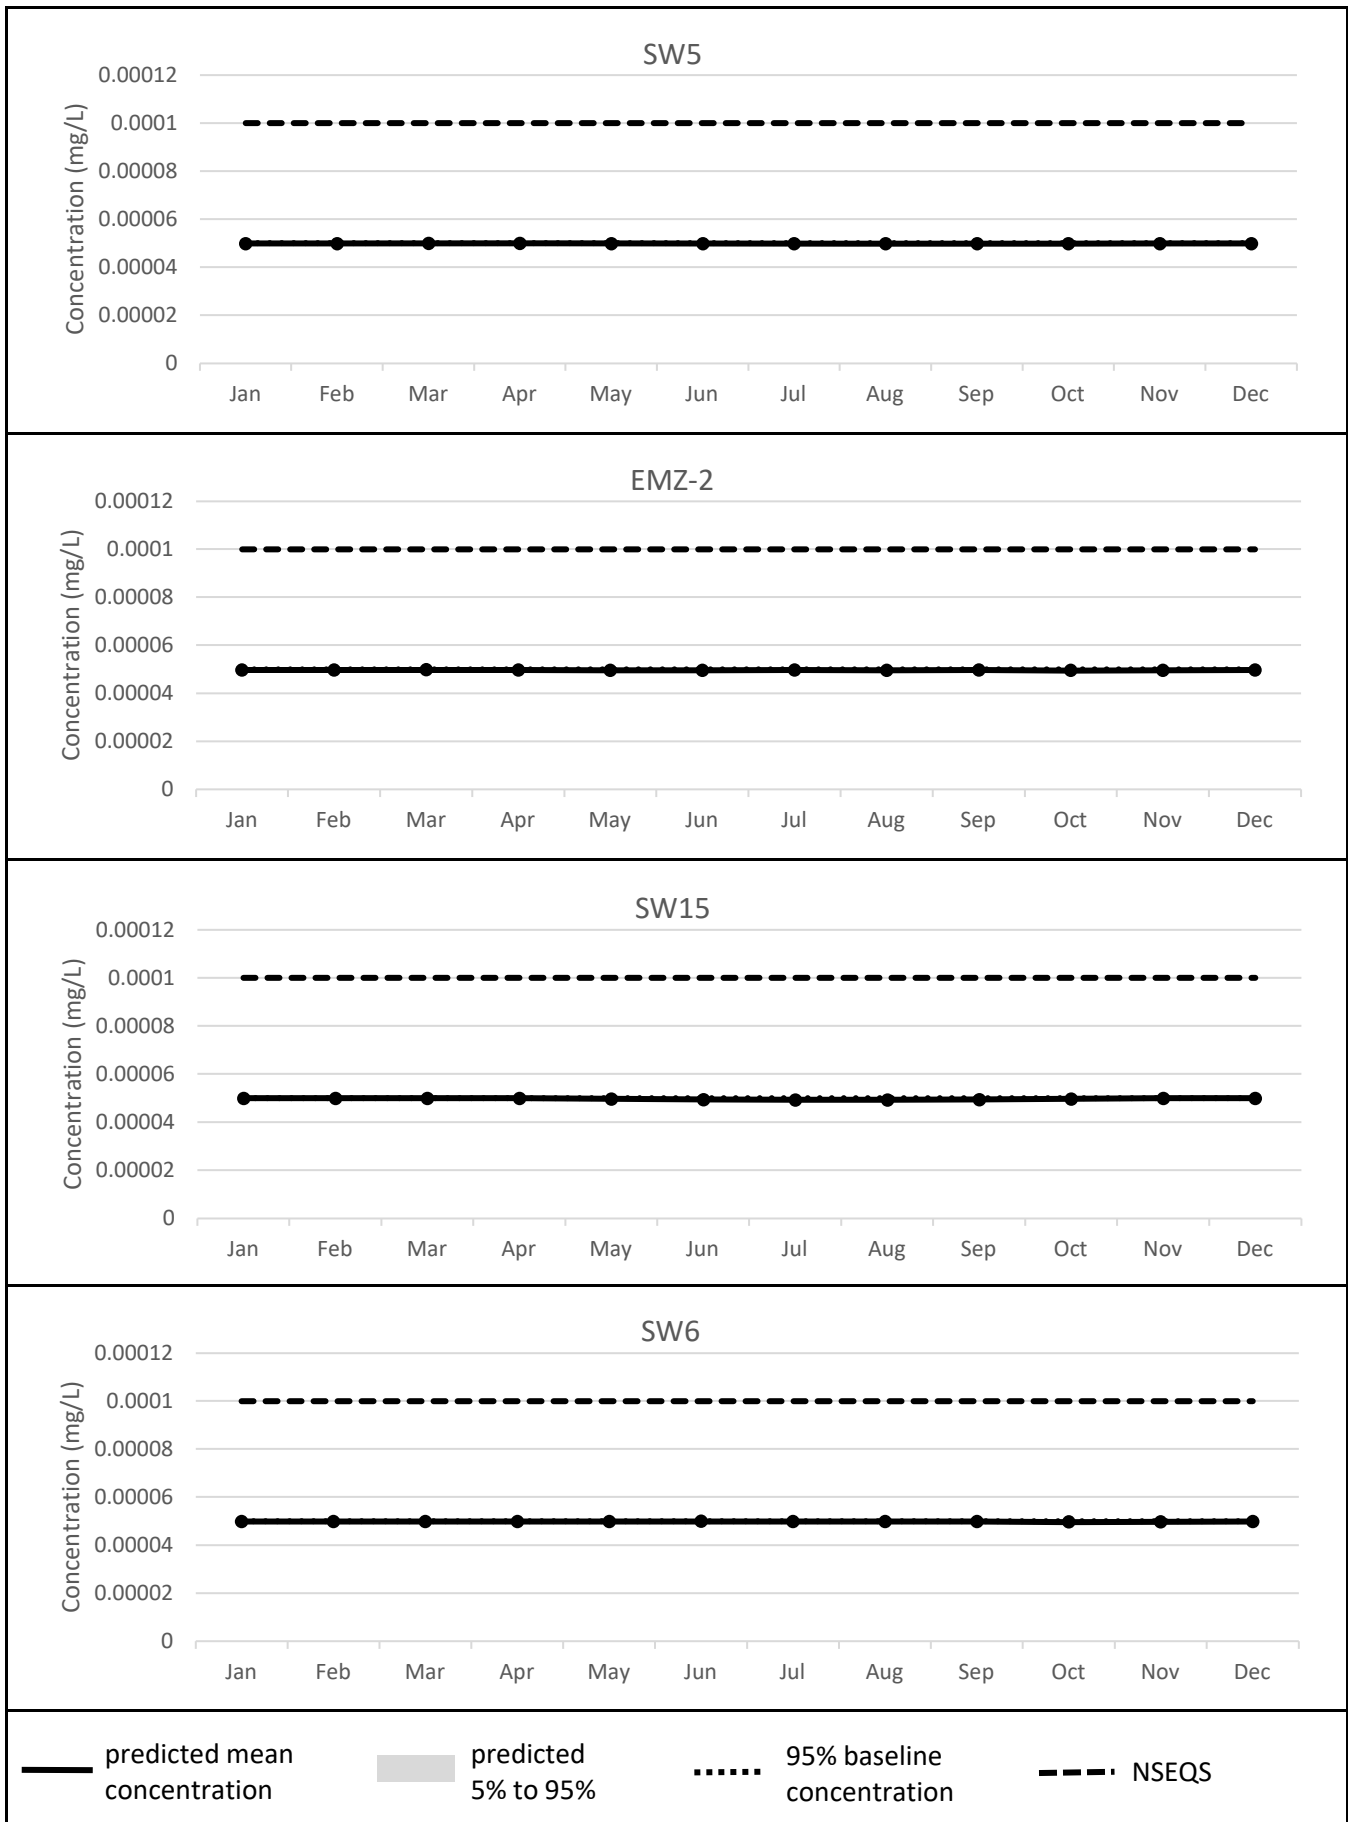 SW5
Concentration (mg/L)
0.00012
0.0001
0.00008
0.00006
0.00004
0.00002
0
Jan Feb Mar Apr May Jun Jul Aug Sep Oct Nov Dec
EMZ-2
Concentration (mg/L)
0.00012
0.0001
0.00008
0.00006
0.00004
0.00002
0
Jan Feb Mar Apr May Jun Jul Aug Sep Oct Nov Dec
SW15
Concentration (mg/L)
0.00012
0.0001
0.00008
0.00006
0.00004
0.00002
0
Jan Feb Mar Apr May Jun Jul Aug Sep Oct Nov Dec
SW6
Concentration (mg/L)
0.00012
0.0001
0.00008
0.00006
0.00004
0.00002
0
Jan Feb Mar Apr May Jun Jul Aug Sep Oct Nov Dec
predicted mean
concentration
predicted
5% to 95%
95% baseline
concentration
NSEQS